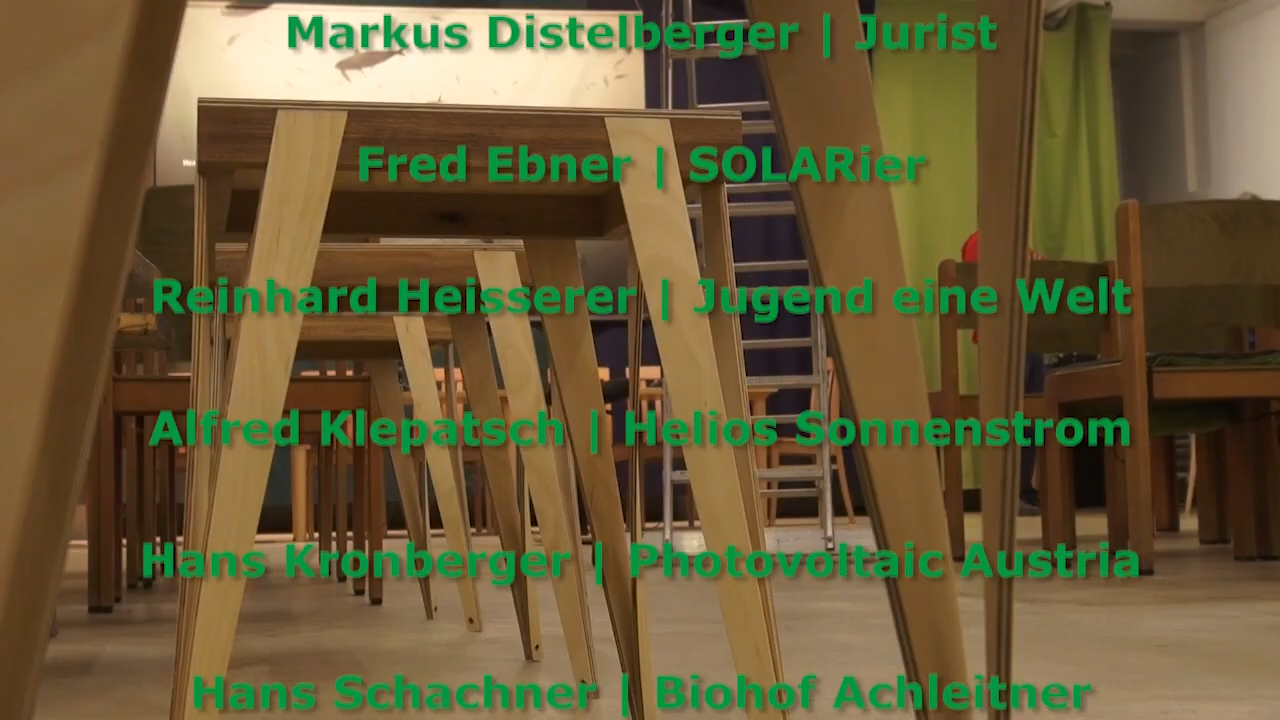 Markus Distelberger | Jurist
Fred Ebner | SOLARier
Reinhard Heisserer | Jugend eine Welt
Alfred Klepatsch | Helios Sonnenstrom
Hans Kronberger | Photovoltaic Austria
Hans Schachner | Biohof Achleitner